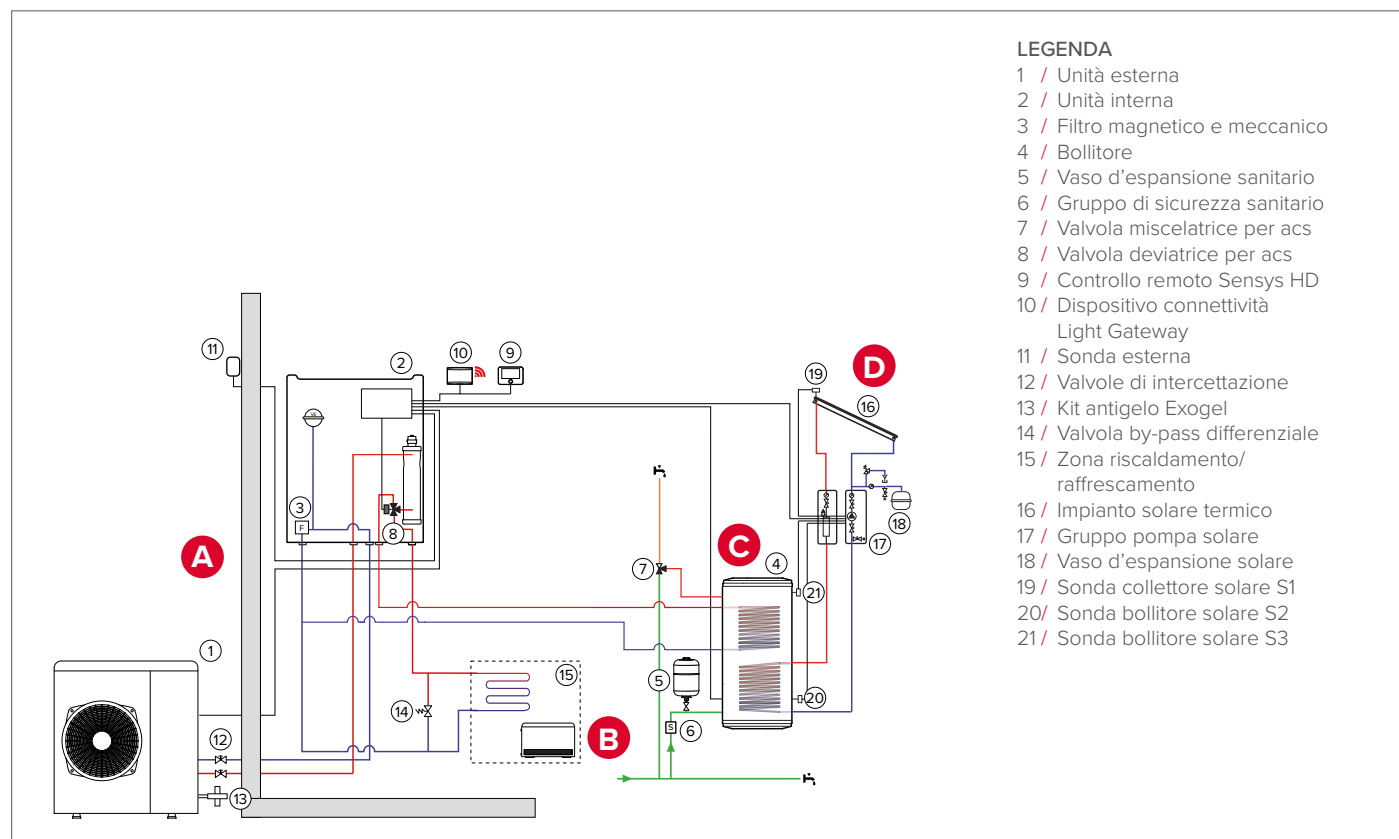 LEGENDA
1 / Unità esterna
2 / Unità interna
3 / Filtro magnetico e meccanico
4 / Bollitore
5 / Vaso d'espansione sanitario
6 / Gruppo di sicurezza sanitario
7 / Valvola miscelatrice per acs
8 / Valvola deviatrice per acs
9 / Controllo remoto Sensys HD
10 / Dispositivo connettività
Light Gateway
11 / Sonda esterna
12 / Valvole di intercettazione
13 / Kit antigelo Exogel
14 / Valvola by-pass differenziale
15 / Zona riscaldamento/
raffrescamento
16 / Impianto solare termico
17 / Gruppo pompa solare
18 / Vaso d'espansione solare
19 / Sonda collettore solare S1
20/ Sonda bollitore solare S2
21 / Sonda bollitore solare S3
11
2
10
9
19
D
16
VE
3
F
8
18
17
A
C
7
4
21
1
15
5
20
14
B
6
S
12
13